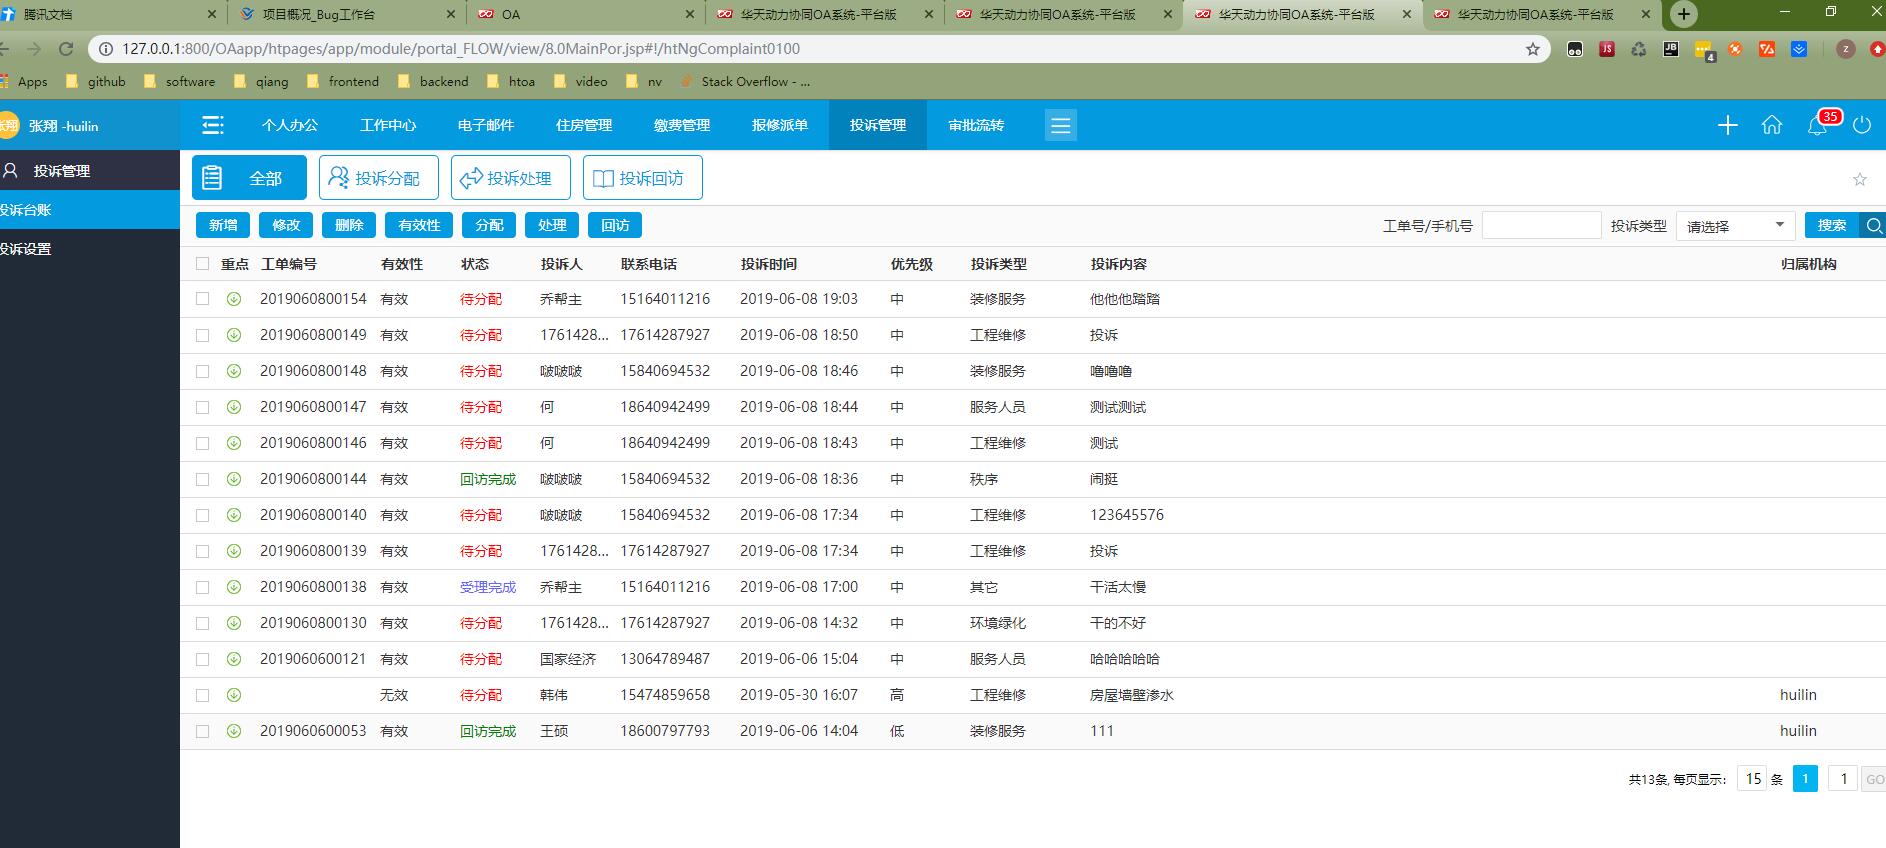 腾讯文档 项目概况_Bug工作台 OA 华天动力协同OA系统-平台版 华天动力协同OA系统-平台版 华天动力协同OA系统-平台版 华天动力协同OA系统-平台版
127.0.0.1:800/OAapp/htpages/app/module/portal_FLOW/view/8.0MainPor.jsp#!/htNgComplaint0100
Apps github software qiang frontend backend htoa video nv Stack Overflow - ...
张翔 -huilin 个人办公 工作中心 电子邮件 住房管理 缴费管理 报修派单 投诉管理 审批流转 35
投诉管理
投诉台账
投诉设置
全部 投诉分配 投诉处理 投诉回访
新增 修改 删除 有效性 分配 处理 回访 工单号/手机号 投诉类型 请选择 搜索
重点 工单编号 有效性 状态 投诉人 联系电话 投诉时间 优先级 投诉类型 投诉内容 归属机构
2019060800154 有效 待分配 乔帮主 15164011216 2019-06-08 19:03 中 装修服务 他他他踏踏
2019060800149 有效 待分配 1761428... 17614287927 2019-06-08 18:50 中 工程维修 投诉
2019060800148 有效 待分配 啵啵啵 15840694532 2019-06-08 18:46 中 装修服务 噜噜噜
2019060800147 有效 待分配 何 18640942499 2019-06-08 18:44 中 服务人员 测试测试
2019060800146 有效 待分配 何 18640942499 2019-06-08 18:43 中 工程维修 测试
2019060800144 有效 回访完成 啵啵啵 15840694532 2019-06-08 18:36 中 秩序 闹挺
2019060800140 有效 待分配 啵啵啵 15840694532 2019-06-08 17:34 中 工程维修 123645576
2019060800139 有效 待分配 1761428... 17614287927 2019-06-08 17:34 中 工程维修 投诉
2019060800138 有效 受理完成 乔帮主 15164011216 2019-06-08 17:00 中 其它 干活太慢
2019060800130 有效 待分配 1761428... 17614287927 2019-06-08 14:32 中 环境绿化 干的不好
2019060600121 有效 待分配 国家经济 13064789487 2019-06-06 15:04 中 服务人员 哈哈哈哈哈
无效 待分配 韩伟 15474859658 2019-05-30 16:07 高 工程维修 房屋墙壁渗水 huilin
2019060600053 有效 回访完成 王硕 18600797793 2019-06-06 14:04 低 装修服务 111 huilin
共13条, 每页显示: 15 条 1 1 GO